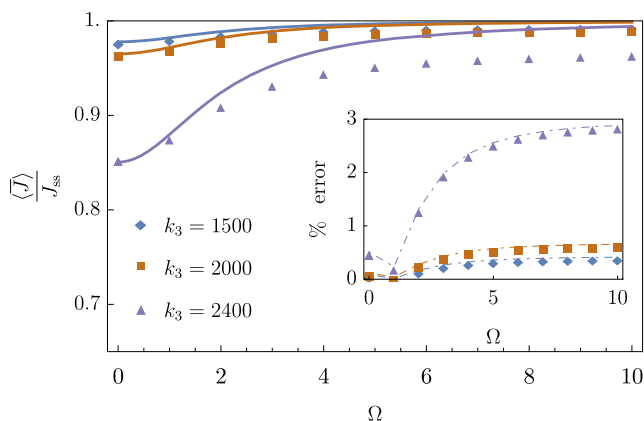 1.
0.9
0.8
0.7
⟨J̅⟩
J_ss
k₃ = 1500
k₃ = 2000
k₃ = 2400
0 2 4 6 8 10
Ω
3
2
1
0
% error
0 5 10
Ω